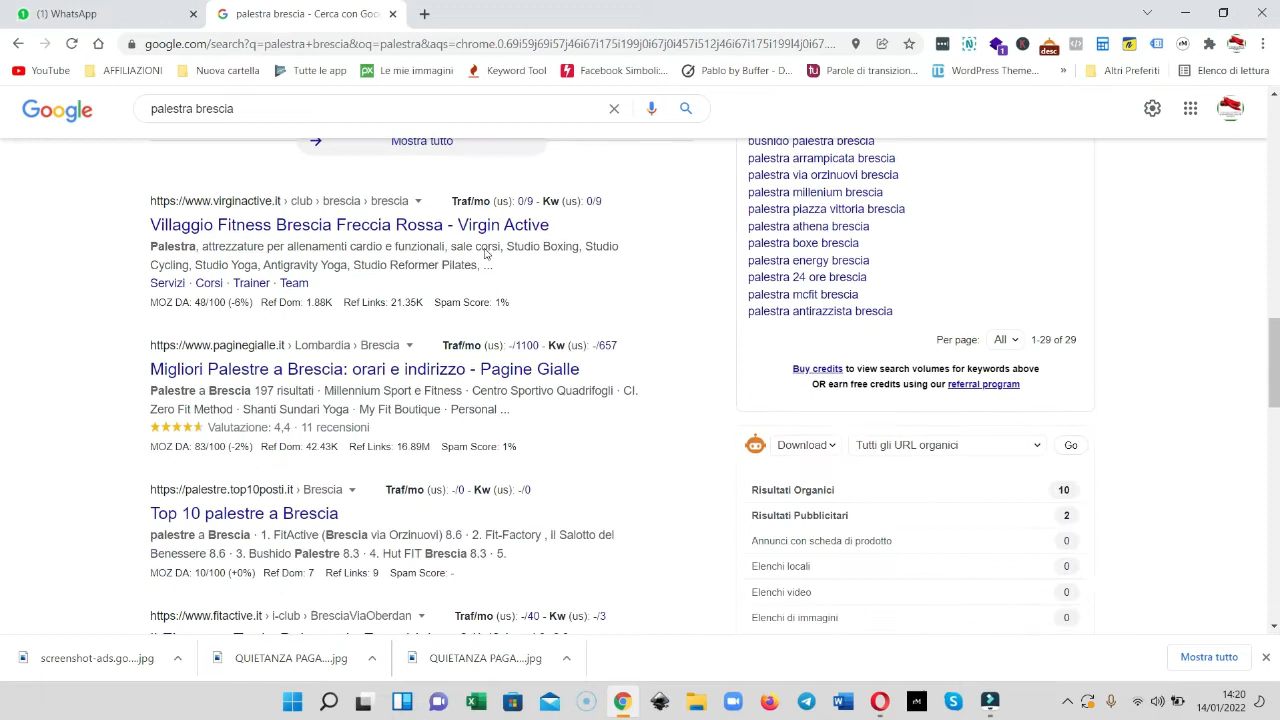 WhatsApp
palestra brescia - Cerca con Goo
google.com/search?q=palestra+brescia&oq=palestra&aqs=chrome.0.69i59l3j57j46i67i175i199j0i67j0i457i512j46i67i175i199j0i67j0i402...
YouTube
AFFILIAZIONI
Nuova cartella
Tutte le app
Le mie immagini
Keyword Tool
Facebook Simboli...
Pablo by Buffer - D...
Parole di transizion...
WordPress Theme...
»
Altri Preferiti
Elenco di lettura
Google
palestra brescia
Mostra tutto
https://www.virginactive.it › club › brescia › brescia
Traf/mo (us): 0/9 - Kw (us): 0/9
Villaggio Fitness Brescia Freccia Rossa - Virgin Active
Palestra, attrezzature per allenamenti cardio e funzionali, sale corsi, Studio Boxing, Studio
Cycling, Studio Yoga, Antigravity Yoga, Studio Reformer Pilates, ...
Servizi · Corsi · Trainer · Team
MOZ DA: 48/100 (-6%) Ref Dom: 1.88K Ref Links: 21.35K Spam Score: 1%
https://www.paginegialle.it › Lombardia › Brescia
Traf/mo (us): -/1100 - Kw (us): -/657
Migliori Palestre a Brescia: orari e indirizzo - Pagine Gialle
Palestre a Brescia 197 risultati · Millennium Sport e Fitness · Centro Sportivo Quadrifogli · CI.
Zero Fit Method · Shanti Sundari Yoga · My Fit Boutique · Personal ...
Valutazione: 4,4 · 11 recensioni
MOZ DA: 83/100 (-2%) Ref Dom: 42.43K Ref Links: 16.89M Spam Score: 1%
https://palestre.top10posti.it › Brescia
Traf/mo (us): -/0 - Kw (us): -/0
Top 10 palestre a Brescia
palestre a Brescia · 1. FitActive (Brescia via Orzinuovi) 8.6 · 2. Fit-Factory , il Salotto del
Benessere 8.6 · 3. Bushido Palestre 8.3 · 4. Hut FIT Brescia 8.3 · 5.
MOZ DA: 10/100 (+0%) Ref Dom: 7 Ref Links: 9 Spam Score: -
https://www.fitactive.it › i-club › BresciaViaOberdan
Traf/mo (us): -/40 - Kw (us): -/3
bushido palestra brescia
palestra arrampicata brescia
palestra via orzinuovi brescia
palestra millenium brescia
palestra piazza vittoria brescia
palestra athena brescia
palestra boxe brescia
palestra energy brescia
palestra 24 ore brescia
palestra mcfit brescia
palestra antirazzista brescia
Per page: All 1-29 of 29
Buy credits to view search volumes for keywords above
OR earn free credits using our referral program
Download
Tutti gli URL organici
Go
Risultati Organici 10
Risultati Pubblicitari 2
Annunci con scheda di prodotto 0
Elenchi locali 0
Elenchi video 0
Elenchi di immagini 0
screenshot-ads.go....jpg
QUIETANZA PAGA....jpg
QUIETANZA PAGA....jpg
Mostra tutto
14:20
14/01/2022